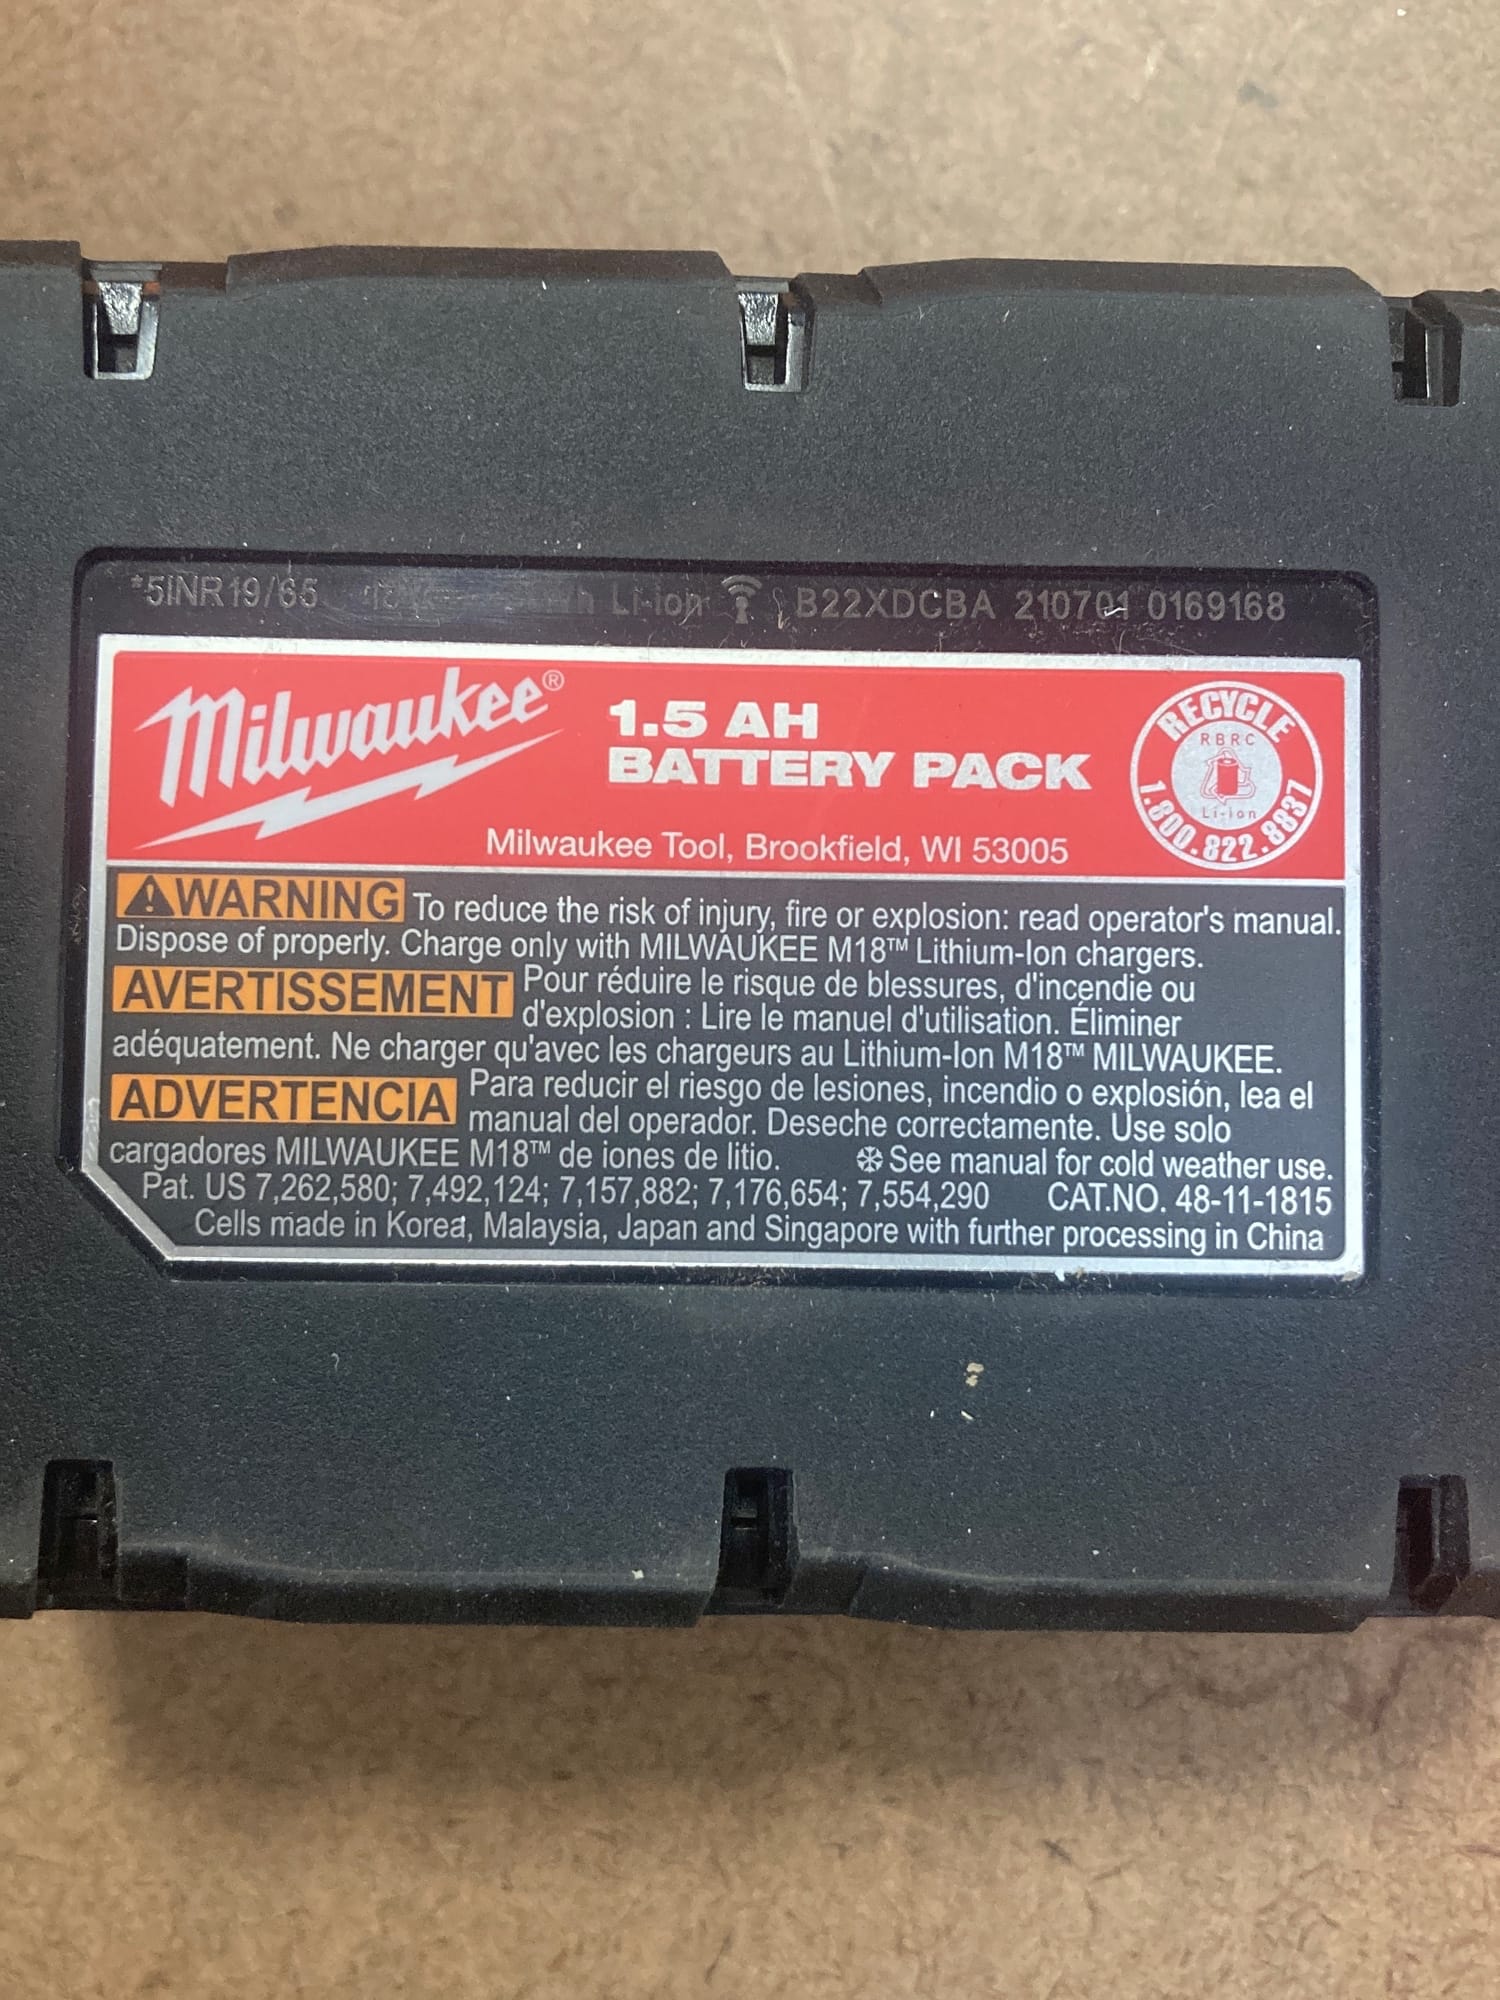 *5INR19/65 Li-ion B22XDCBA 210701 0169168
Milwaukee®
1.5 AH
BATTERY PACK
Milwaukee Tool, Brookfield, WI 53005
RECYCLE
RBRC
Li-ion
1.800.822.8837
WARNING To reduce the risk of injury, fire or explosion: read operator's manual.
Dispose of properly. Charge only with MILWAUKEE M18™ Lithium-Ion chargers.
AVERTISSEMENT Pour réduire le risque de blessures, d'incendie ou
d'explosion : Lire le manuel d'utilisation. Éliminer
adéquatement. Ne charger qu'avec les chargeurs au Lithium-Ion M18™ MILWAUKEE.
ADVERTENCIA Para reducir el riesgo de lesiones, incendio o explosión, lea el
manual del operador. Deseche correctamente. Use solo
cargadores MILWAUKEE M18™ de iones de litio. See manual for cold weather use.
Pat. US 7,262,580; 7,492,124; 7,157,882; 7,176,654; 7,554,290 CAT.NO. 48-11-1815
Cells made in Korea, Malaysia, Japan and Singapore with further processing in China